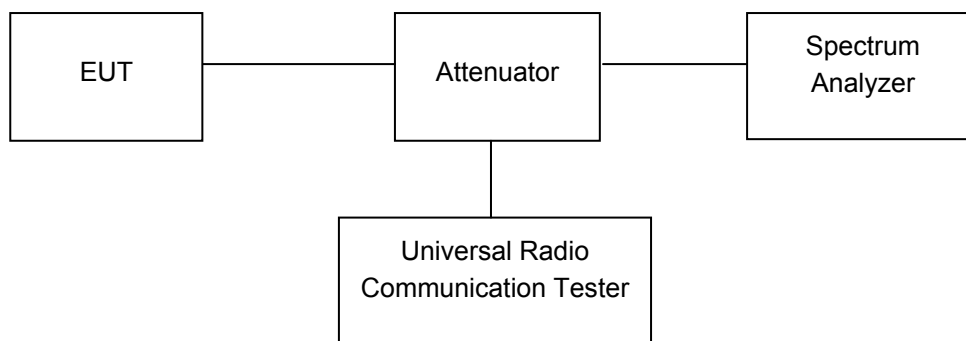 EUT
Attenuator
Spectrum
Analyzer
Universal Radio
Communication Tester